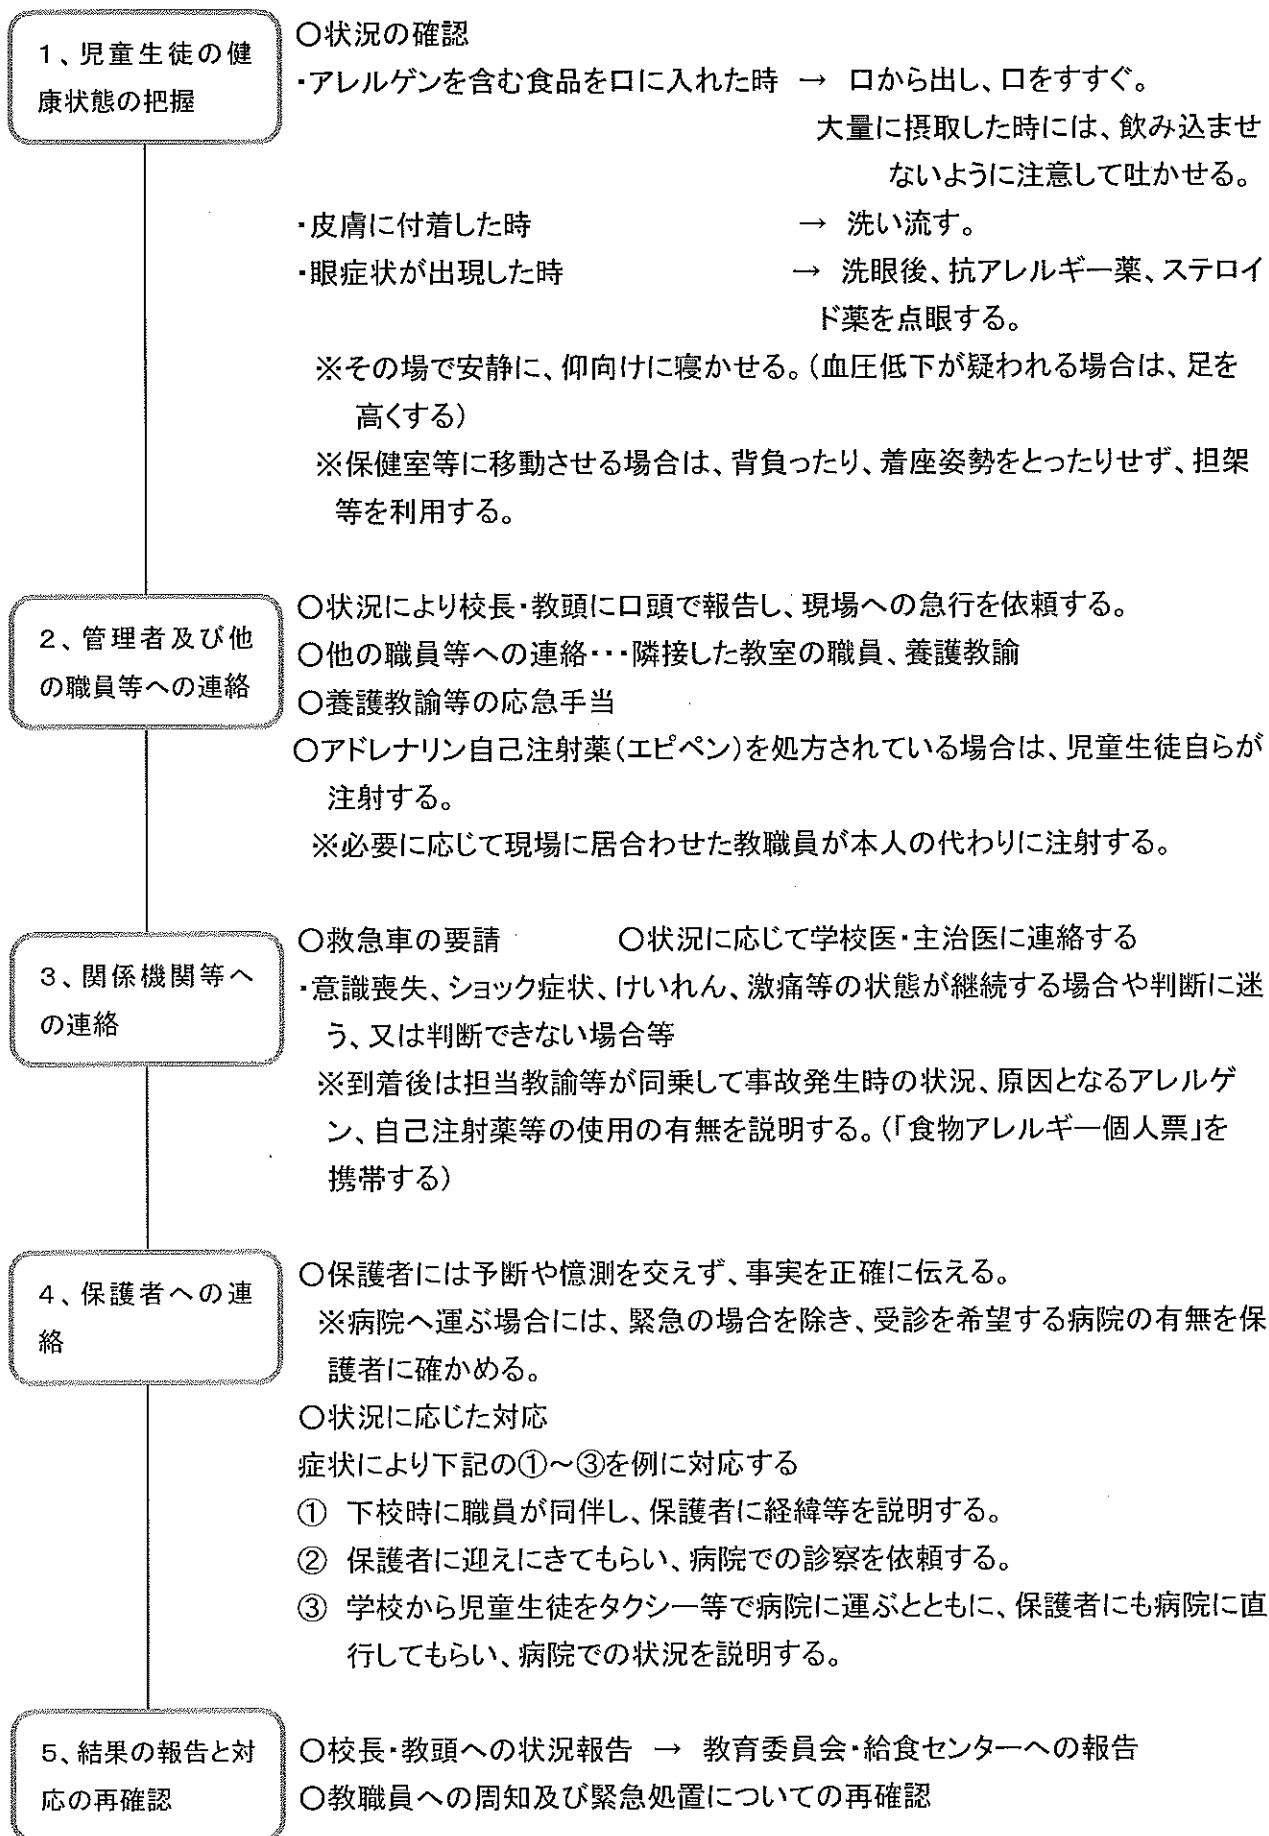 1、児童生徒の健
康状態の把握
〇状況の確認
・アレルゲンを含む食品を口に入れた時 → 口から出し、口をすすぐ。
大量に摂取した時には、飲み込ませ
ないように注意して吐かせる。
・皮膚に付着した時 → 洗い流す。
・眼症状が出現した時 → 洗眼後、抗アレルギー薬、ステロイ
ド薬を点眼する。
※その場で安静に、仰向けに寝かせる。(血圧低下が疑われる場合は、足を
高くする)
※保健室等に移動させる場合は、背負ったり、着座姿勢をとったりせず、担架
等を利用する。
2、管理者及び他
の職員等への連絡
〇状況により校長・教頭に口頭で報告し、現場への急行を依頼する。
〇他の職員等への連絡・・・隣接した教室の職員、養護教諭
〇養護教諭等の応急手当
〇アドレナリン自己注射薬(エピペン)を処方されている場合は、児童生徒自らが
注射する。
※必要に応じて現場に居合わせた教職員が本人の代わりに注射する。
3、関係機関等へ
の連絡
〇救急車の要請 〇状況に応じて学校医・主治医に連絡する
・意識喪失、ショック症状、けいれん、激痛等の状態が継続する場合や判断に迷
う、又は判断できない場合等
※到着後は担当教諭等が同乗して事故発生時の状況、原因となるアレルゲ
ン、自己注射薬等の使用の有無を説明する。(「食物アレルギー個人票」を
携帯する)
4、保護者への連
絡
〇保護者には予断や憶測を交えず、事実を正確に伝える。
※病院へ運ぶ場合には、緊急の場合を除き、受診を希望する病院の有無を保
護者に確かめる。
〇状況に応じた対応
症状により下記の①~③を例に対応する
① 下校時に職員が同伴し、保護者に経緯等を説明する。
② 保護者に迎えにきてもらい、病院での診察を依頼する。
③ 学校から児童生徒をタクシー等で病院に運ぶとともに、保護者にも病院に直
行してもらい、病院での状況を説明する。
5、結果の報告と対
応の再確認
〇校長・教頭への状況報告 → 教育委員会・給食センターへの報告
〇教職員への周知及び緊急処置についての再確認